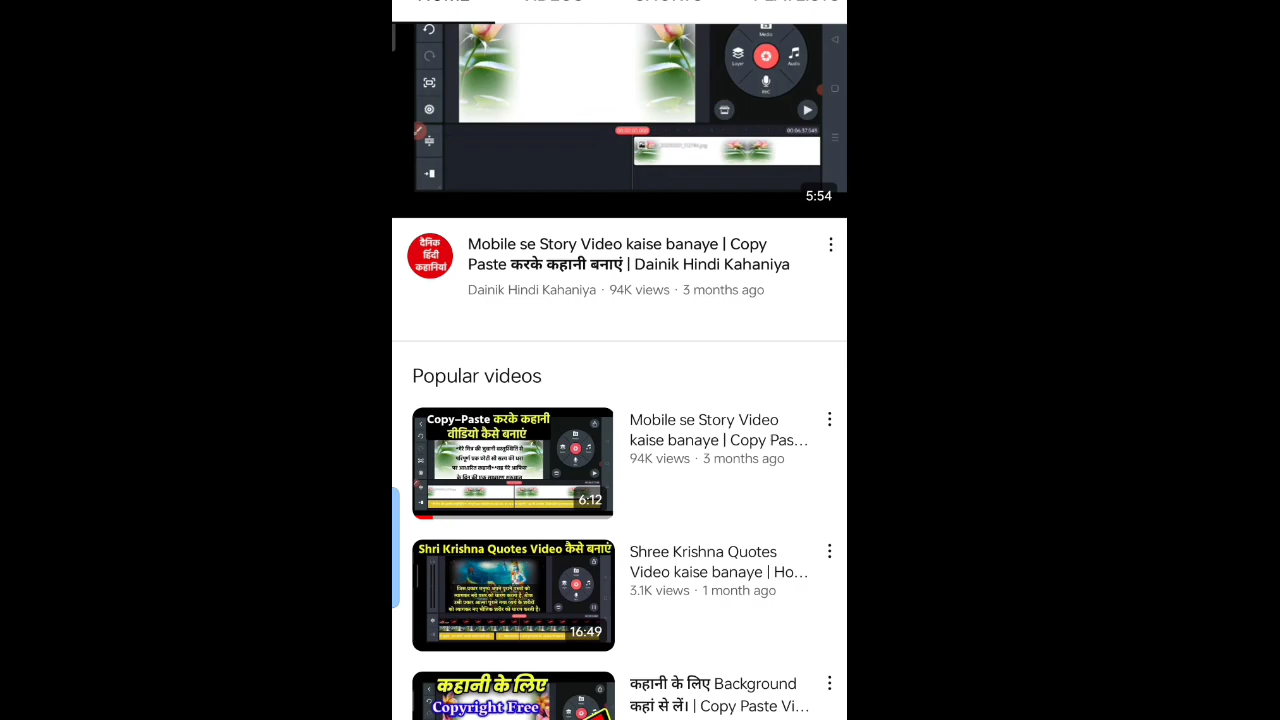 Media
Layer
Audio
REC
5:54
दैनिक
हिंदी
कहानियां
Mobile se Story Video kaise banaye | Copy
Paste करके कहानी बनाएं | Dainik Hindi Kahaniya
Dainik Hindi Kahaniya · 94K views · 3 months ago
Popular videos
Copy-Paste करके कहानी
वीडियो कैसे बनाएं
6:12
Mobile se Story Video
kaise banaye | Copy Pas...
94K views · 3 months ago
Shri Krishna Quotes Video कैसे बनाएं
16:49
Shree Krishna Quotes
Video kaise banaye | Ho...
3.1K views · 1 month ago
कहानी के लिए
Copyright Free
कहानी के लिए Background
कहां से लें। | Copy Paste Vi...